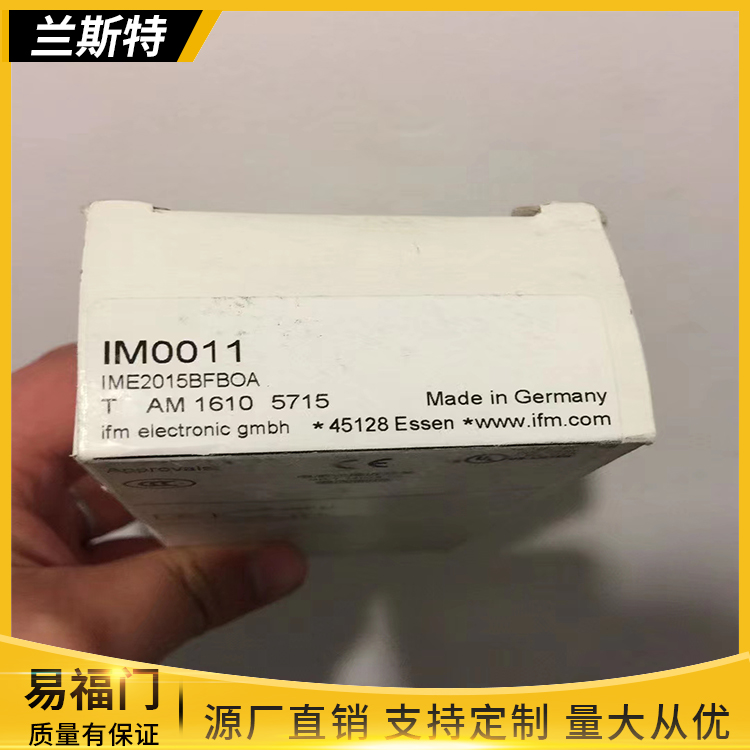 兰斯特
IM0011
IME2015BFBOA
T AM 1610 5715 Made in Germany
ifm electronic gmbh *45128 Essen *www.ifm.com
Approvals
CE
易福门
质量有保证
源厂直销 支持定制 量大从优